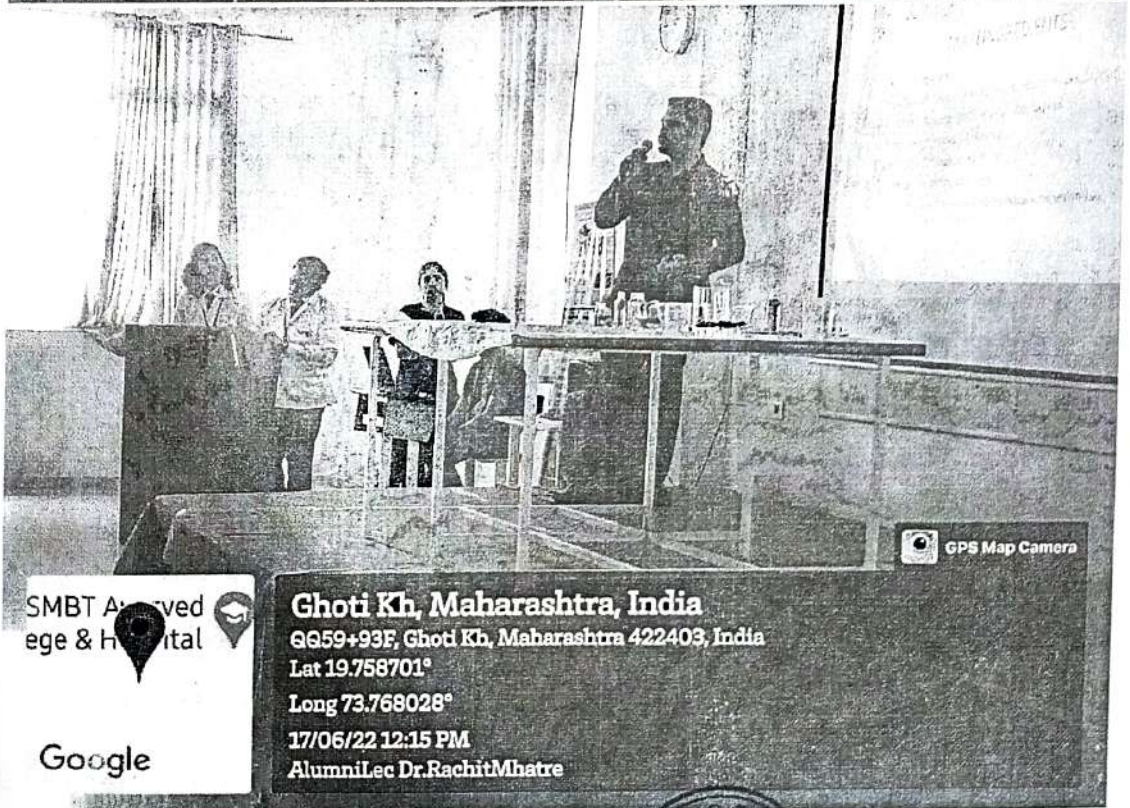 GPS Map Camera
SMBT
ege & H ital
Google
Ghoti Kh, Maharashtra, India
QQ59+93F, Ghoti Kh, Maharashtra 422403, India
Lat 19.758701°
Long 73.768028°
17/06/22 12:15 PM
AlumniLec Dr.RachitMhatre